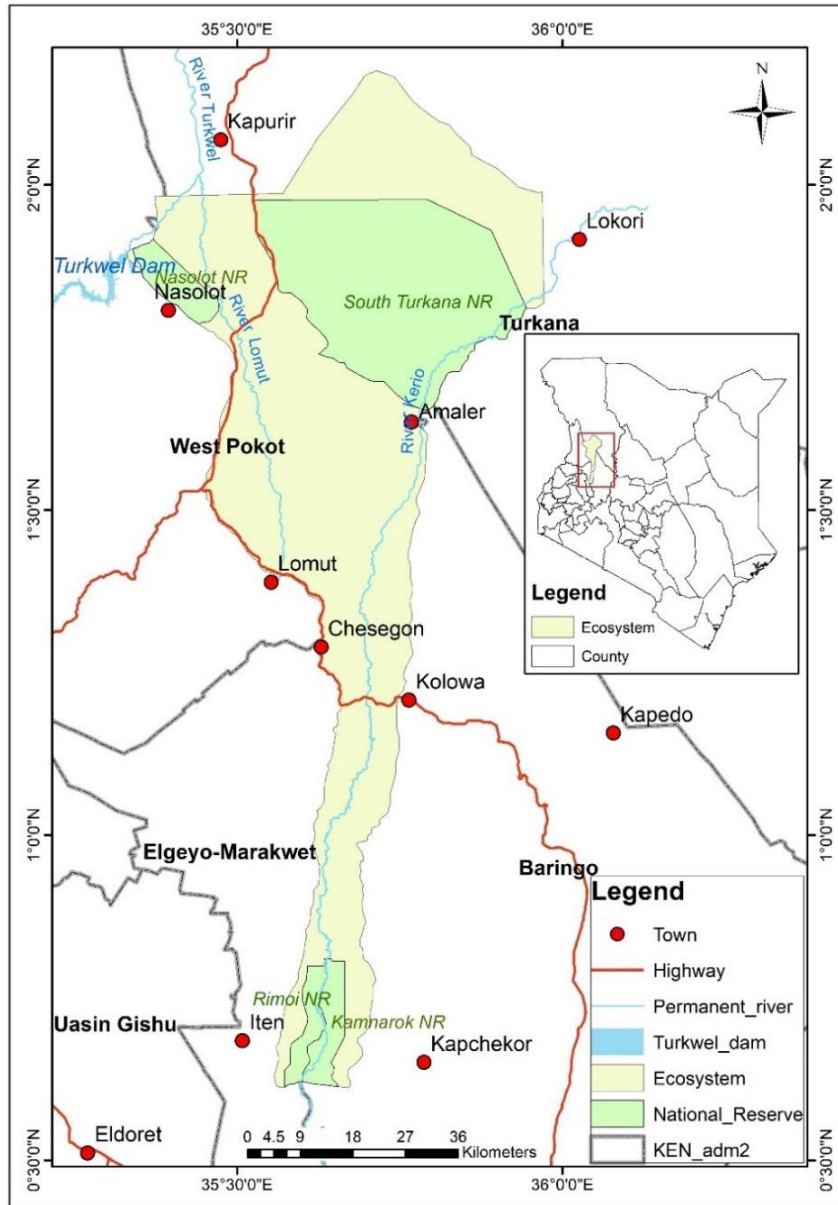 35°30'0"E
36°0'0"E
N
River Turkwel
Kapurir
2°0'0"N
2°0'0"N
Lokori
Turkwel Dam
Nasolot NR
Nasolot
South Turkana NR
Turkana
River Lomut
River Kerio
Amaler
West Pokot
1°30'0"N
1°30'0"N
Lomut
Legend
Ecosystem
County
Chesegon
Kolowa
Kapedo
1°0'0"N
1°0'0"N
Elgeyo-Marakwet
Baringo
Legend
Town
Highway
Permanent_river
Turkwel_dam
Ecosystem
National_Reserve
KEN_adm2
Rimoi NR
Kamnarok NR
Uasin Gishu
Iten
Kapchekor
Eldoret
0 4.5 9 18 27 36
Kilometers
0°30'0"N
0°30'0"N
35°30'0"E
36°0'0"E